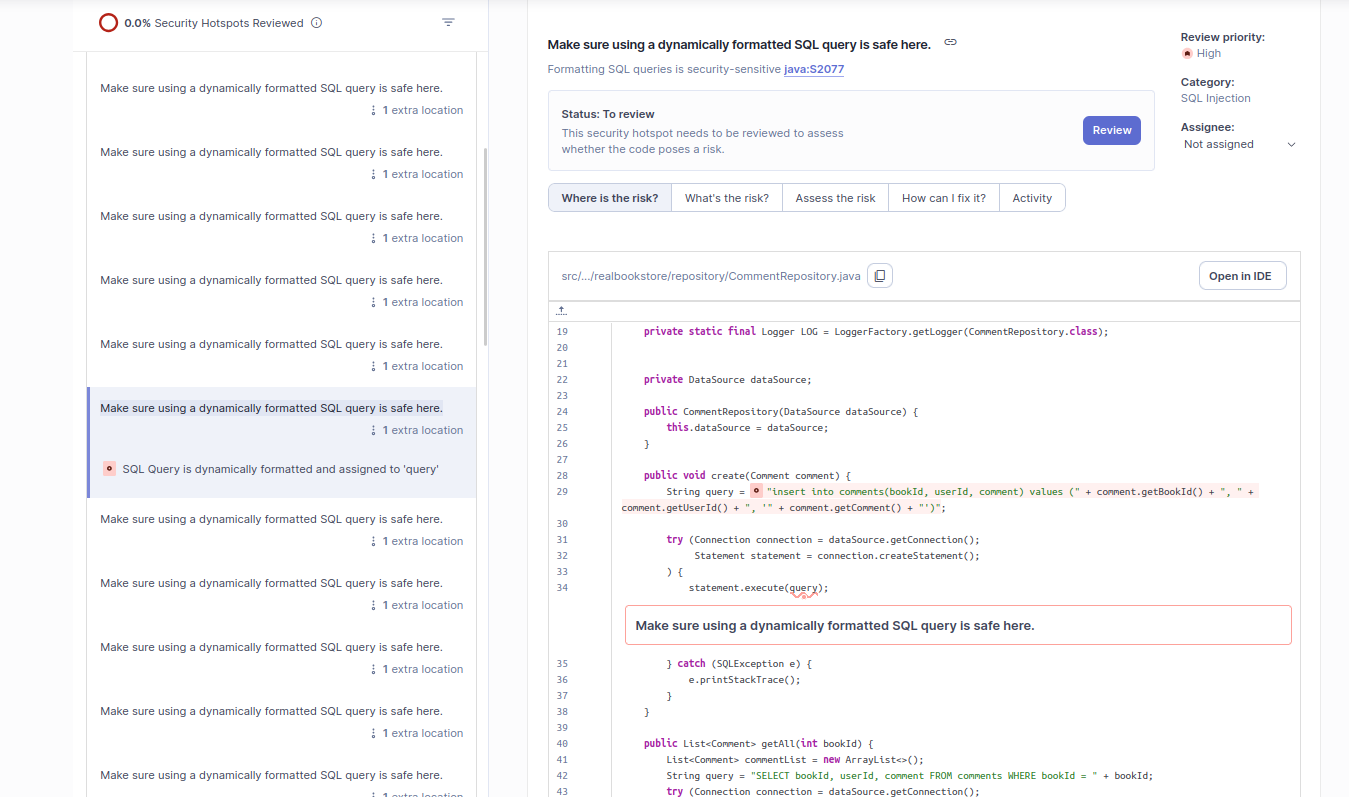 0.0% Security Hotspots Reviewed
Make sure using a dynamically formatted SQL query is safe here.
1 extra location
Make sure using a dynamically formatted SQL query is safe here.
1 extra location
Make sure using a dynamically formatted SQL query is safe here.
1 extra location
Make sure using a dynamically formatted SQL query is safe here.
1 extra location
Make sure using a dynamically formatted SQL query is safe here.
1 extra location
Make sure using a dynamically formatted SQL query is safe here.
1 extra location
SQL Query is dynamically formatted and assigned to 'query'
Make sure using a dynamically formatted SQL query is safe here.
1 extra location
Make sure using a dynamically formatted SQL query is safe here.
1 extra location
Make sure using a dynamically formatted SQL query is safe here.
1 extra location
Make sure using a dynamically formatted SQL query is safe here.
1 extra location
Make sure using a dynamically formatted SQL query is safe here.
1 extra location
Make sure using a dynamically formatted SQL query is safe here.
Formatting SQL queries is security-sensitive java:S2077
Status: To review
This security hotspot needs to be reviewed to assess
whether the code poses a risk.
Review
Review priority:
High
Category:
SQL Injection
Assignee:
Not assigned
Where is the risk?
What's the risk?
Assess the risk
How can I fix it?
Activity
src/.../realbookstore/repository/CommentRepository.java
Open in IDE
19 private static final Logger LOG = LoggerFactory.getLogger(CommentRepository.class);
20
21
22 private DataSource dataSource;
23
24 public CommentRepository(DataSource dataSource) {
25 this.dataSource = dataSource;
26 }
27
28 public void create(Comment comment) {
29 String query = "insert into comments(bookId, userId, comment) values (" + comment.getBookId() + ", " +
comment.getUserId() + ", '" + comment.getComment() + "')";
30
31 try (Connection connection = dataSource.getConnection();
32 Statement statement = connection.createStatement();
33 ) {
34 statement.execute(query);
Make sure using a dynamically formatted SQL query is safe here.
35 } catch (SQLException e) {
36 e.printStackTrace();
37 }
38 }
39
40 public List<Comment> getAll(int bookId) {
41 List<Comment> commentList = new ArrayList<>();
42 String query = "SELECT bookId, userId, comment FROM comments WHERE bookId = " + bookId;
43 try (Connection connection = dataSource.getConnection();